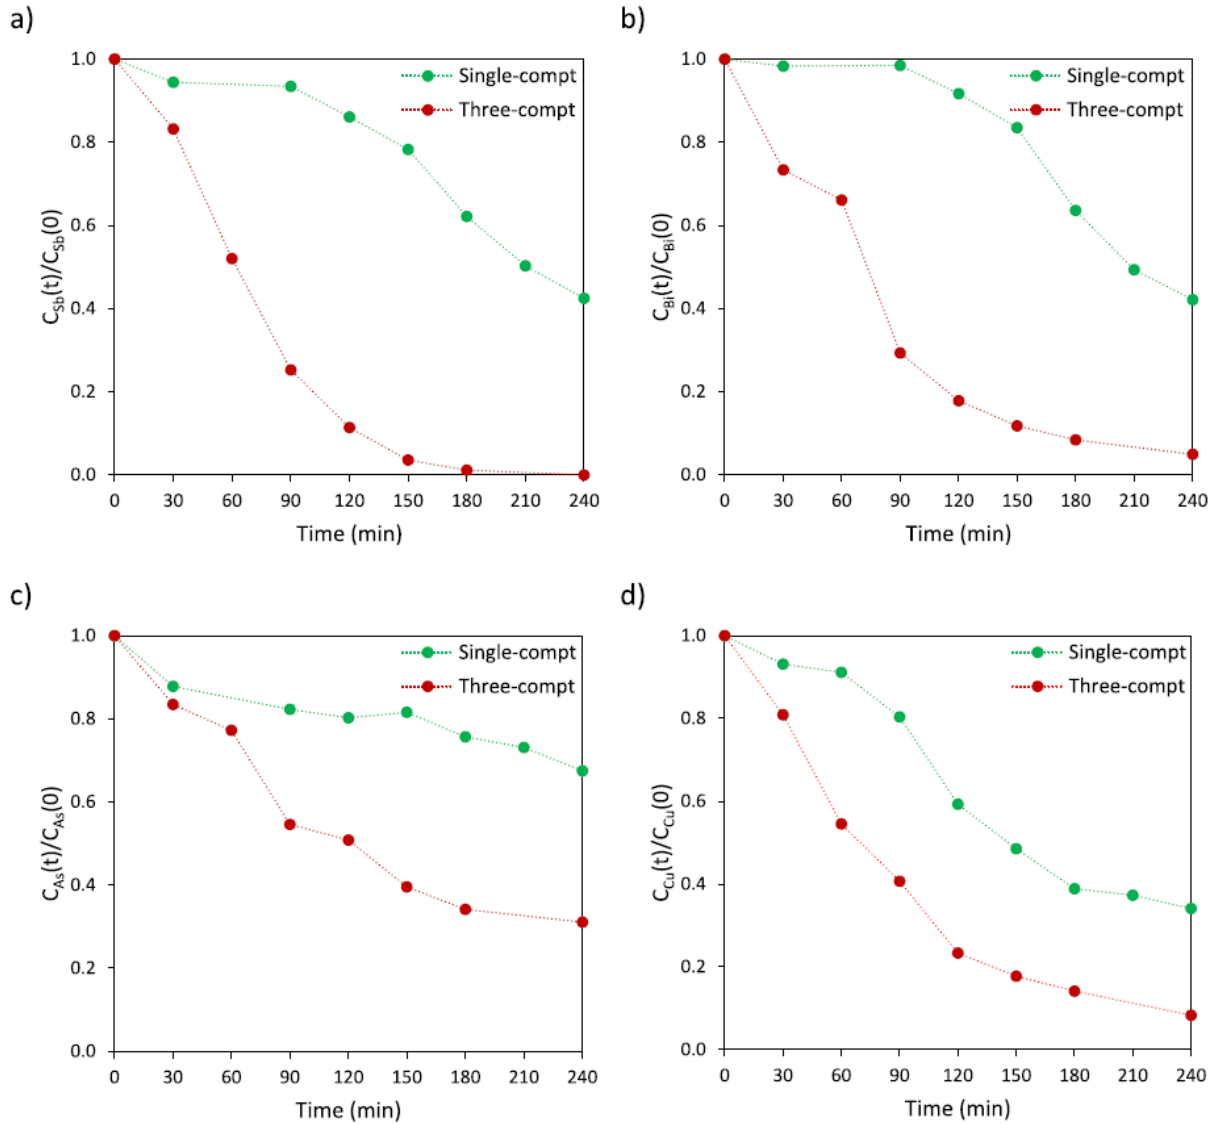 a)
C_Sb(t)/C_Sb(0)
1.0
0.8
0.6
0.4
0.2
0.0
Single-compt
Three-compt
0 30 60 90 120 150 180 210 240
Time (min)
b)
C_Bi(t)/C_Bi(0)
1.0
0.8
0.6
0.4
0.2
0.0
Single-compt
Three-compt
0 30 60 90 120 150 180 210 240
Time (min)
c)
C_As(t)/C_As(0)
1.0
0.8
0.6
0.4
0.2
0.0
Single-compt
Three-compt
0 30 60 90 120 150 180 210 240
Time (min)
d)
C_Cu(t)/C_Cu(0)
1.0
0.8
0.6
0.4
0.2
0.0
Single-compt
Three-compt
0 30 60 90 120 150 180 210 240
Time (min)